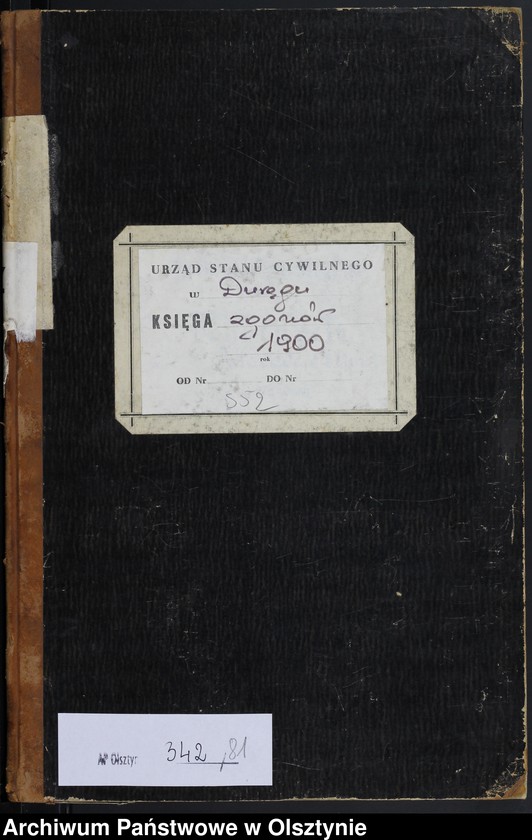 URZĄD STANU CYWILNEGO
w Durągu
KSIĘGA zgonów
1900
rok
OD Nr DO Nr
552
AP Olsztyn 342/81
Archiwum Państwowe w Olsztynie